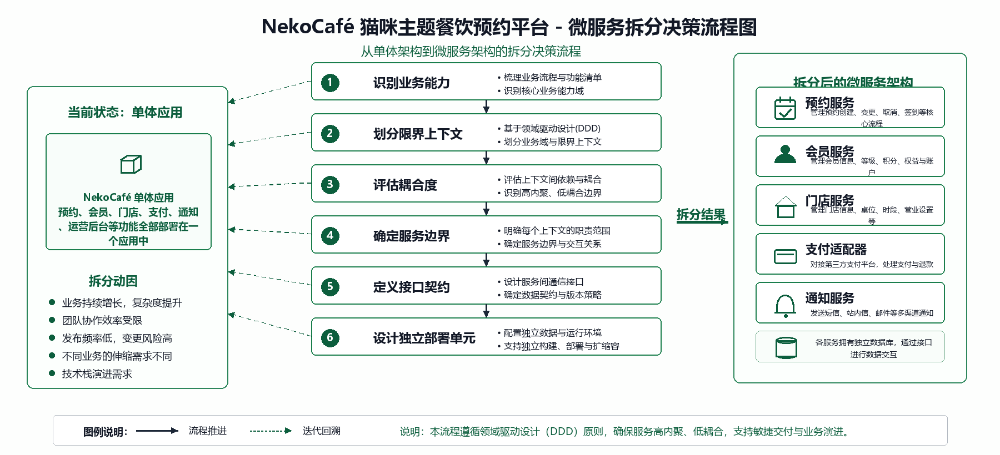 NekoCafé 猫咪主题餐饮预约平台 - 微服务拆分决策流程图
从单体架构到微服务架构的拆分决策流程
当前状态：单体应用
NekoCafé 单体应用
预约、会员、门店、支付、通知
、运营后台等功能全部部署在一
个应用中
拆分动因
业务持续增长，复杂度提升
团队协作效率受限
发布频率低，变更风险高
不同业务的伸缩需求不同
技术栈演进需求
1
识别业务能力
• 梳理业务流程与功能清单
• 识别核心业务能力域
2
划分限界上下文
• 基于领域驱动设计(DDD)
• 划分业务域与限界上下文
3
评估耦合度
• 评估上下文间依赖与耦合
• 识别高内聚、低耦合边界
4
确定服务边界
• 明确每个上下文的职责范围
• 确定服务边界与交互关系
5
定义接口契约
• 设计服务间通信接口
• 确定数据契约与版本策略
6
设计独立部署单元
• 配置独立数据与运行环境
• 支持独立构建、部署与扩缩容
拆分结果
拆分后的微服务架构
预约服务
管理预约创建、变更、取消、签到等核
心流程
会员服务
管理会员信息、等级、积分、权益与账
户
门店服务
管理门店信息、桌位、时段、营业设置
等
支付适配器
对接第三方支付平台，处理支付与退款
通知服务
发送短信、站内信、邮件等多渠道通知
各服务拥有独立数据库，通过接口
进行数据交互
图例说明：
流程推进
迭代回溯
说明：本流程遵循领域驱动设计（DDD）原则，确保服务高内聚、低耦合，支持敏捷交付与业务演进。